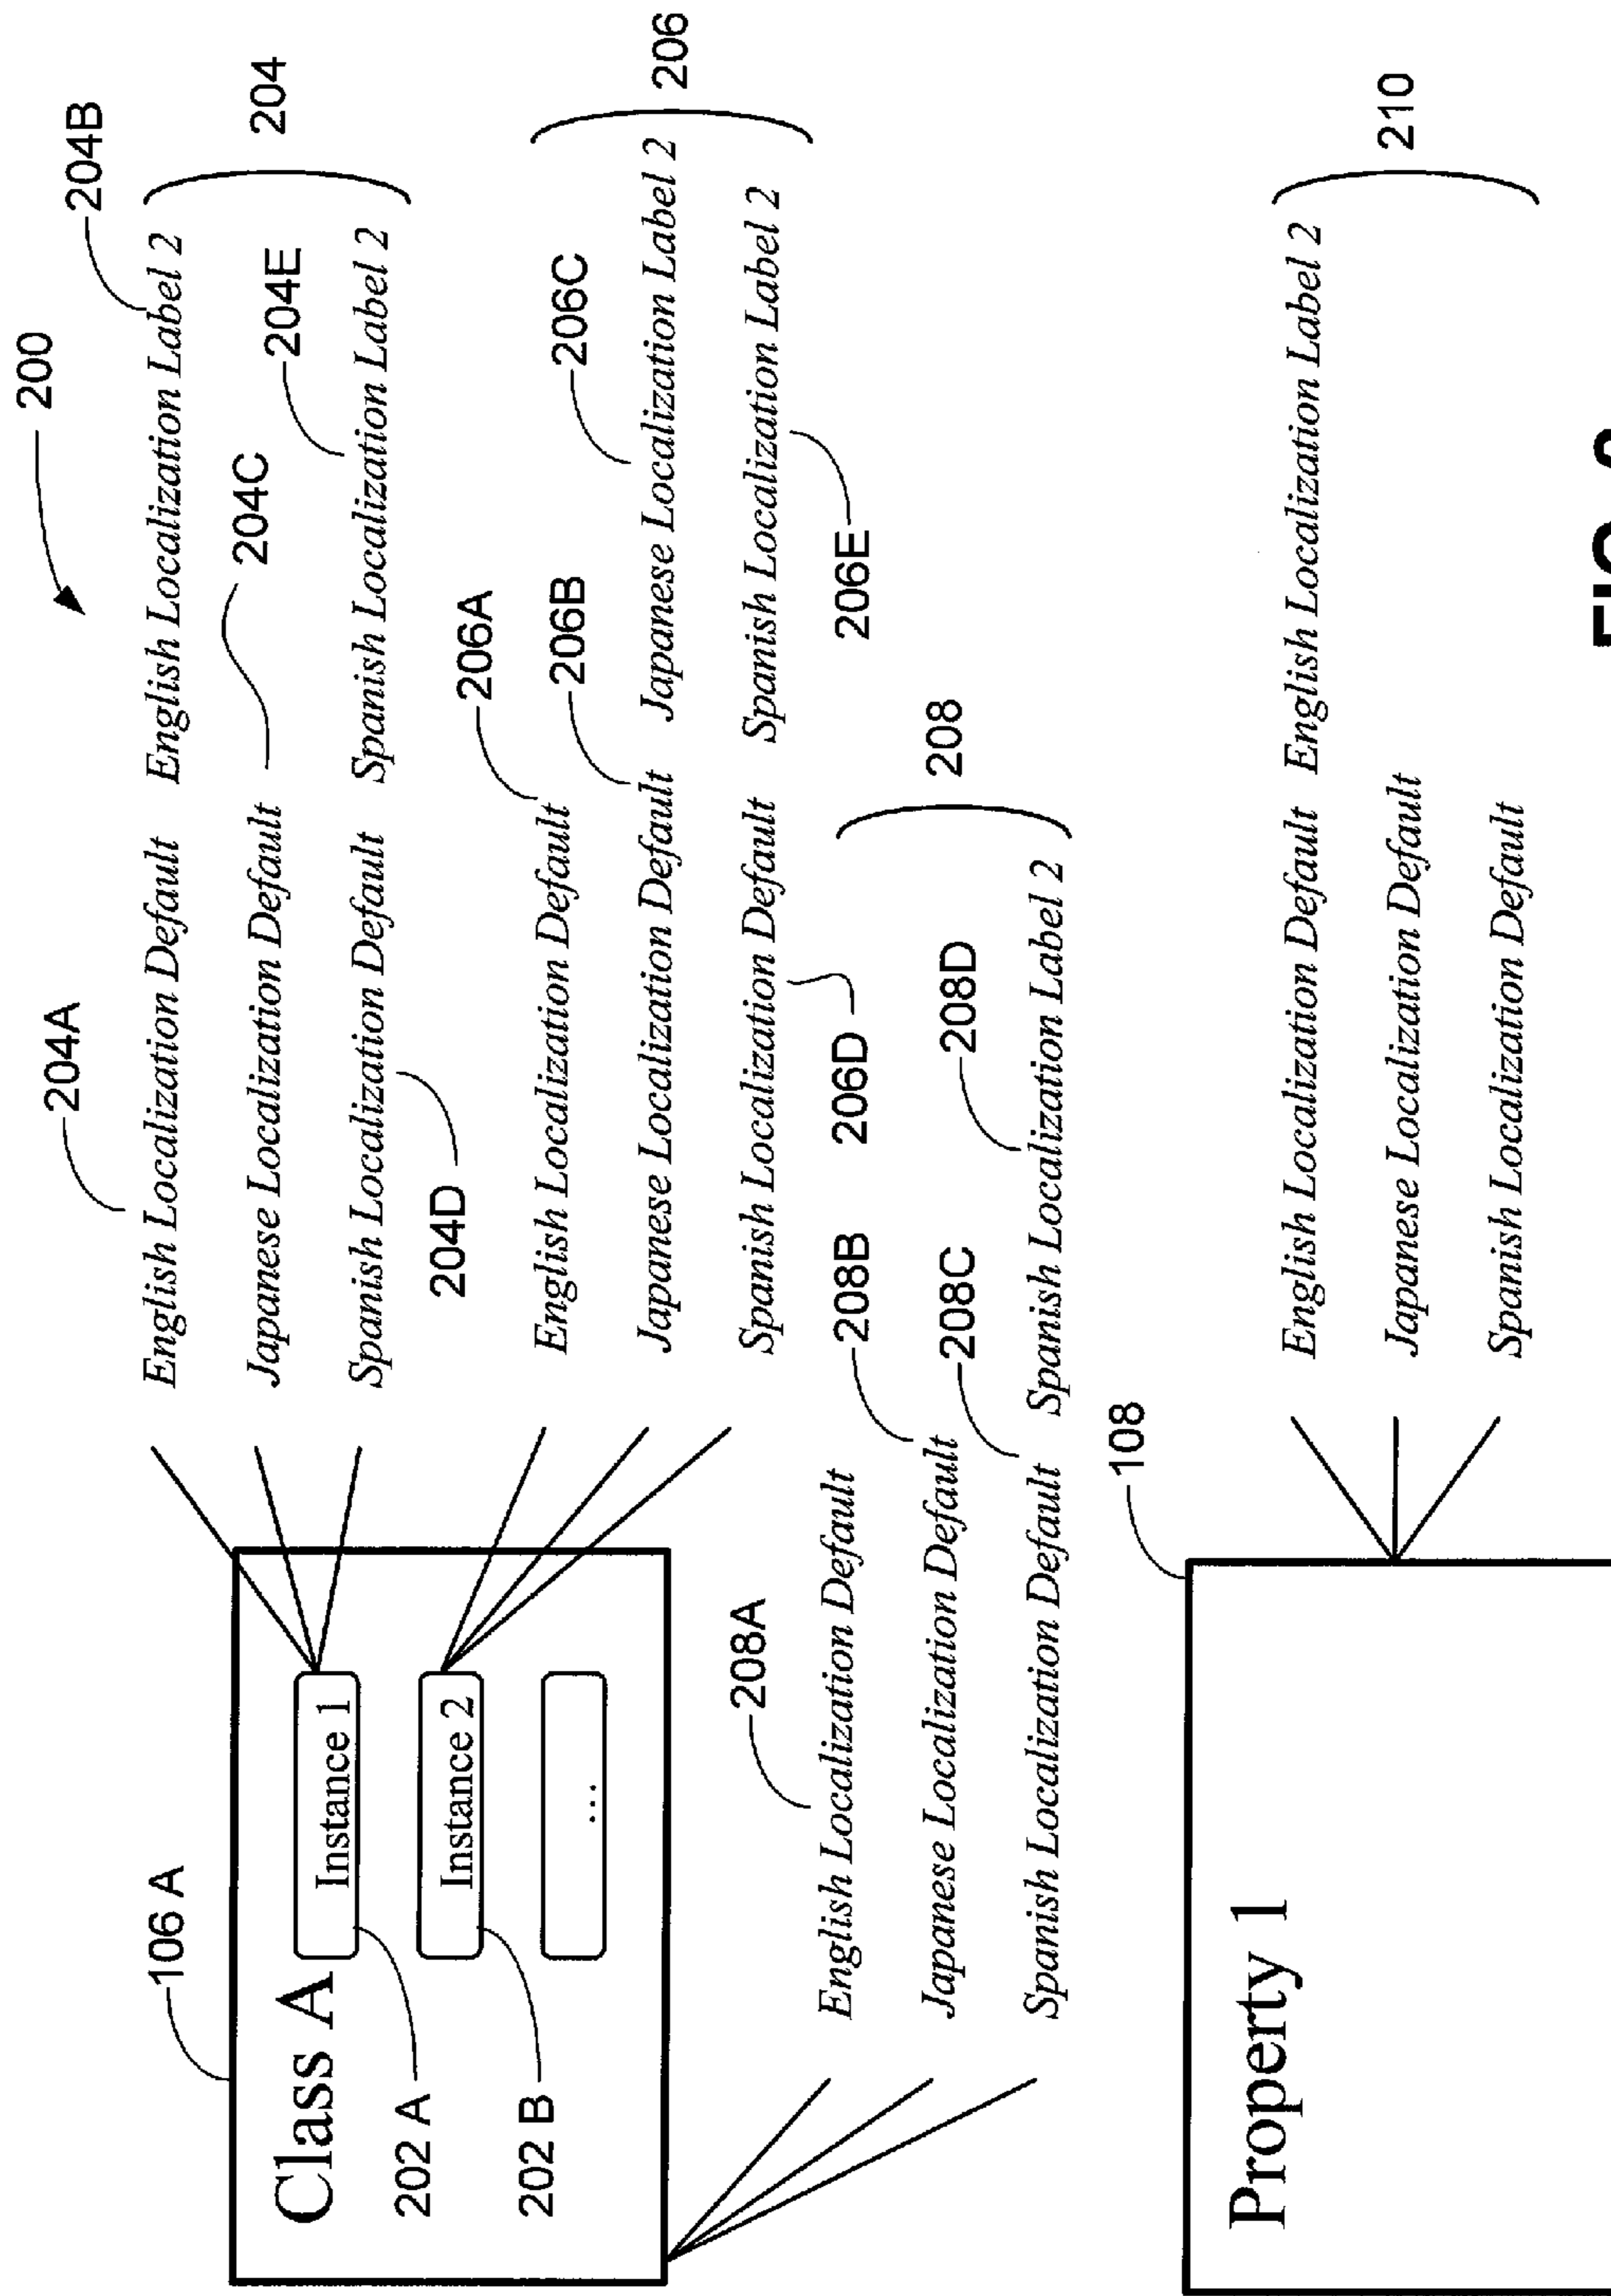 200
204A
204B
English Localization Default English Localization Label 2
204C
204
Japanese Localization Default
204E
Spanish Localization Default Spanish Localization Label 2
204D
106 A
Class A
Instance 1
202 A
Instance 2
202 B
...
206A
English Localization Default
206B
206C
206
Japanese Localization Default Japanese Localization Label 2
Spanish Localization Default Spanish Localization Label 2
206D
206E
208A
English Localization Default
208B
208
Japanese Localization Default
208C
208D
Spanish Localization Default Spanish Localization Label 2
108
Property 1
English Localization Default English Localization Label 2
Japanese Localization Default
210
Spanish Localization Default